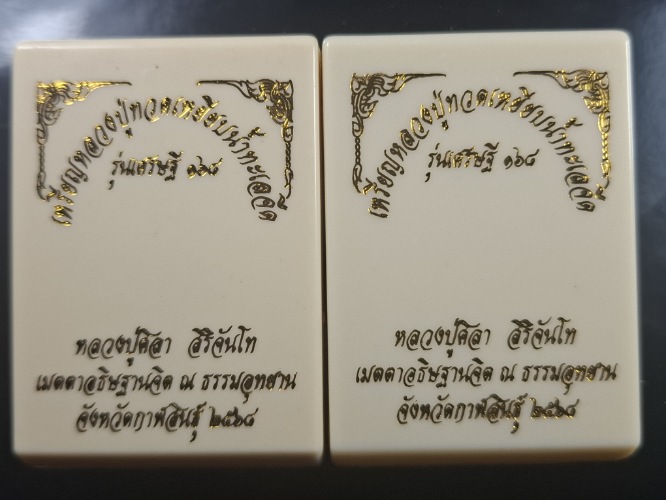 เหรียญหลวงปู่ทวดเหยียบน้ำทะเลจืด
รุ่นเศรษฐี ๑๖๘
หลวงปู่ศิลา สิริจันโท
เมตตาอธิษฐานจิต ณ ธรรมอุทยาน
จังหวัดกาฬสินธุ์ ๒๕๖๘
เหรียญหลวงปู่ทวดเหยียบน้ำทะเลจืด
รุ่นเศรษฐี ๑๖๘
หลวงปู่ศิลา สิริจันโท
เมตตาอธิษฐานจิต ณ ธรรมอุทยาน
จังหวัดกาฬสินธุ์ ๒๕๖๘